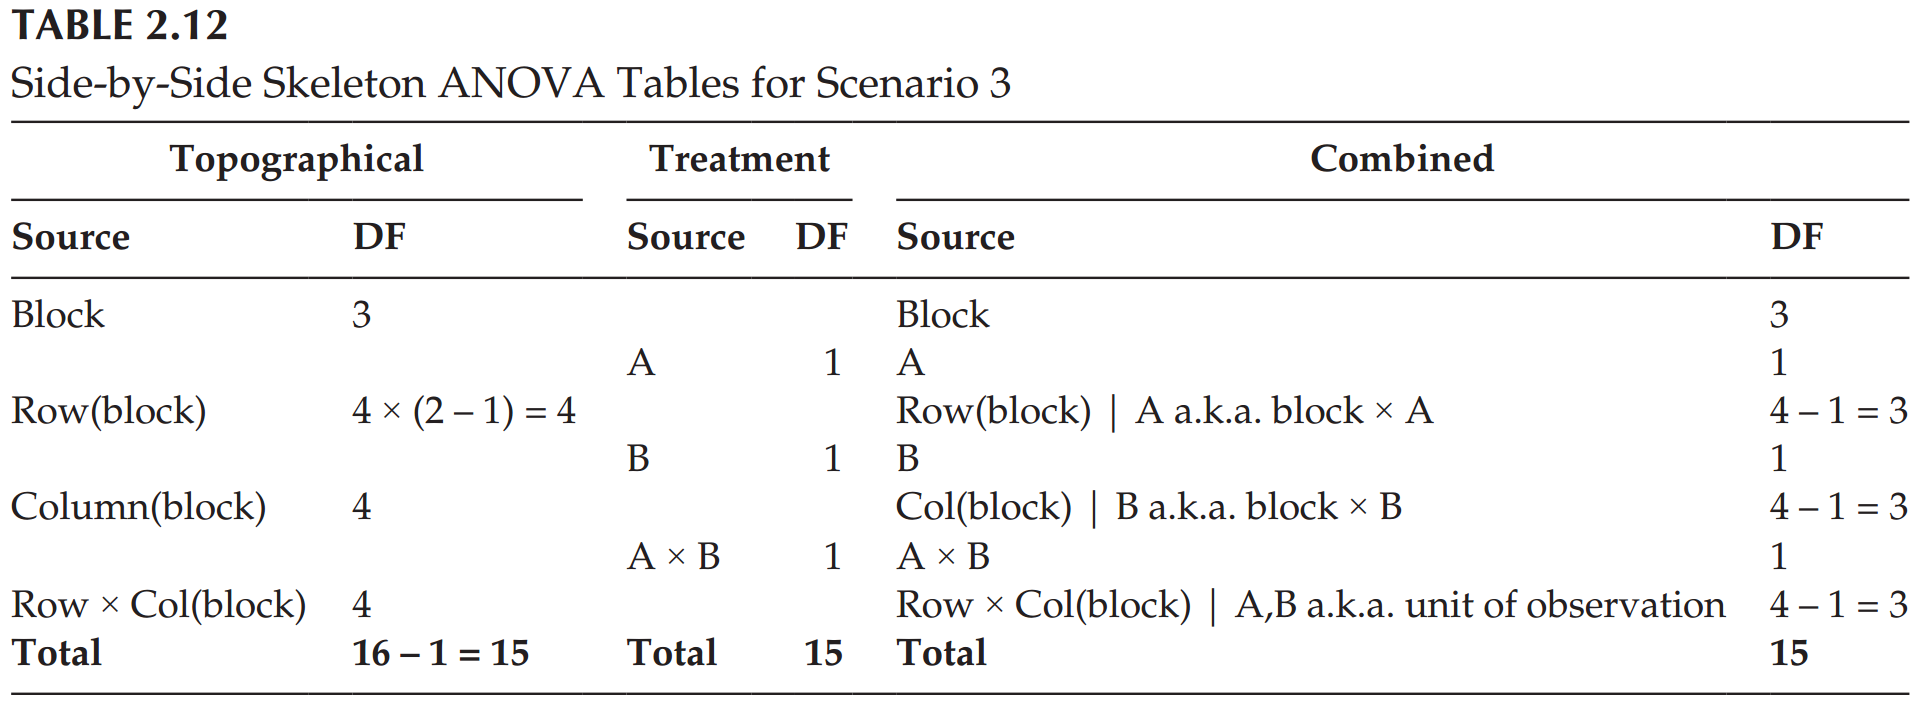 TABLE 2.12
Side-by-Side Skeleton ANOVA Tables for Scenario 3
Topographical Treatment Combined
Source DF Source DF Source DF
Block 3 Block 3
A 1 A 1
Row(block) 4 × (2 – 1) = 4 Row(block) | A a.k.a. block × A 4 – 1 = 3
B 1 B 1
Column(block) 4 Col(block) | B a.k.a. block × B 4 – 1 = 3
A × B 1 A × B 1
Row × Col(block) 4 Row × Col(block) | A,B a.k.a. unit of observation 4 – 1 = 3
Total 16 – 1 = 15 Total 15 Total 15